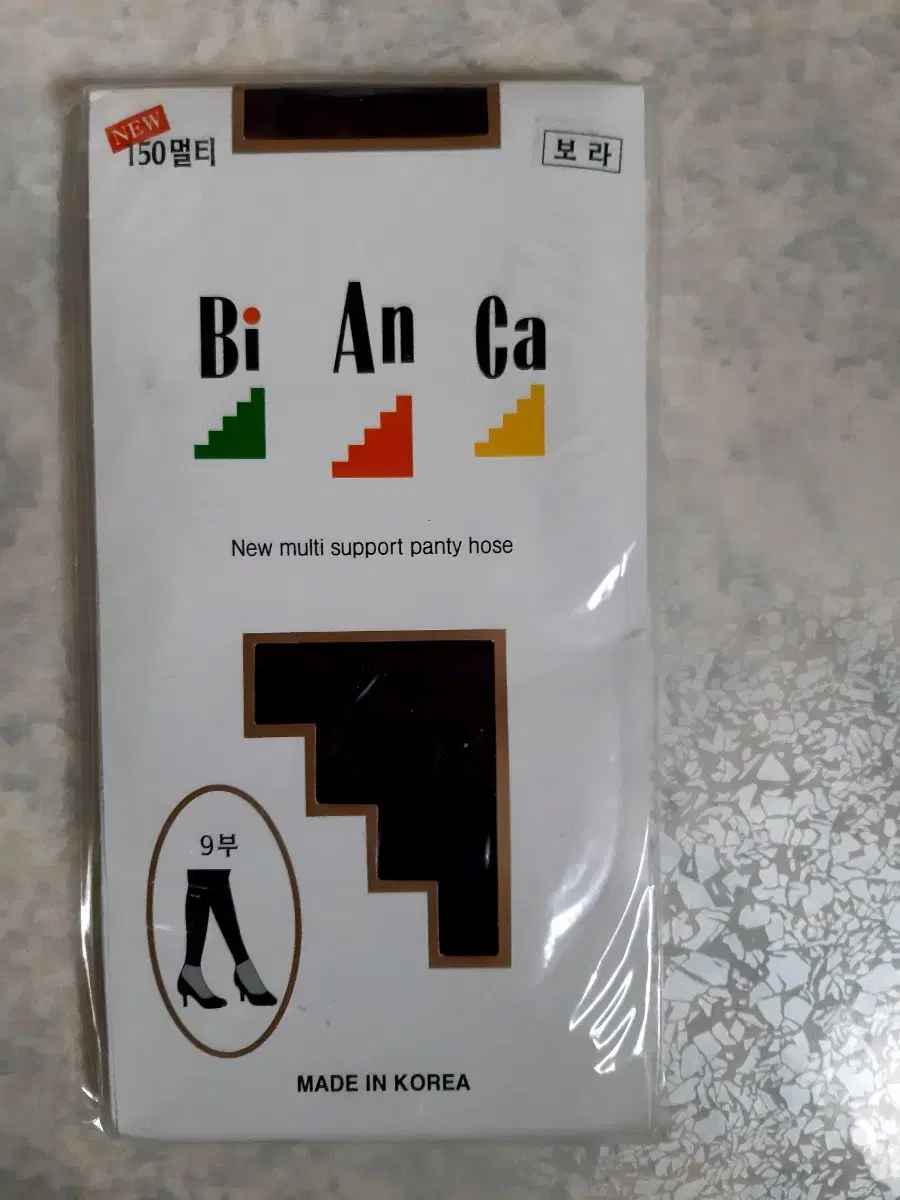 NEW
150멀티
보라
Bi An Ca
New multi support panty hose
9부
MADE IN KOREA